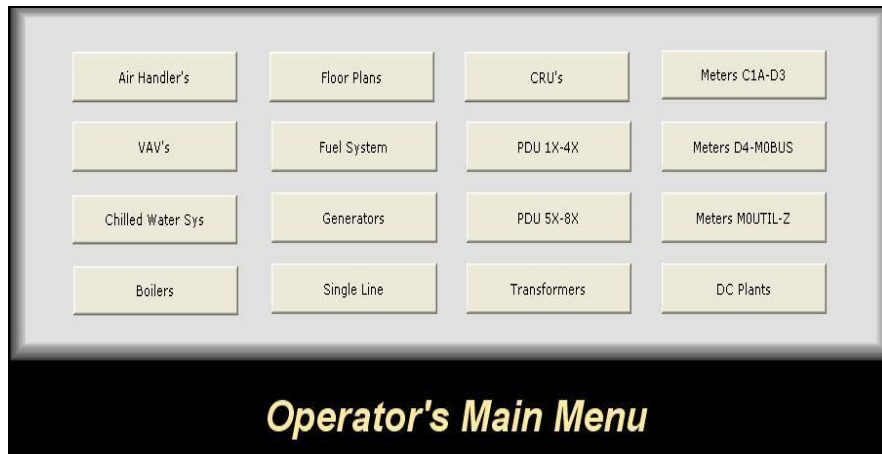 Air Handler's
Floor Plans
CRU's
Meters C1A-D3
VAV's
Fuel System
PDU 1X-4X
Meters D4-M0BUS
Chilled Water Sys
Generators
PDU 5X-8X
Meters M0UTIL-Z
Boilers
Single Line
Transformers
DC Plants
Operator's Main Menu